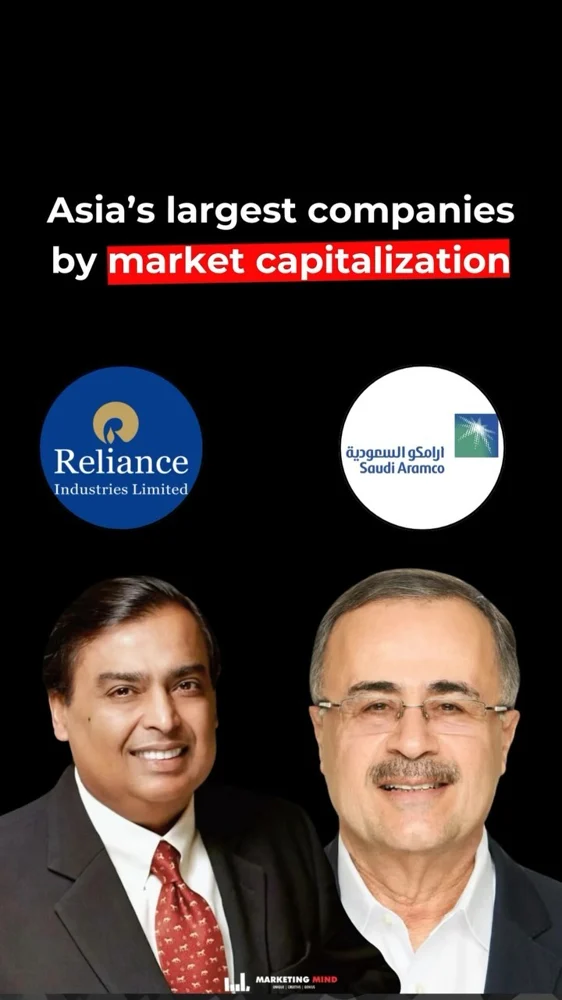 Asia's largest companies
by market capitalization
Reliance
Industries Limited
ارامكو السعودية
Saudi Aramco
MARKETING MIND